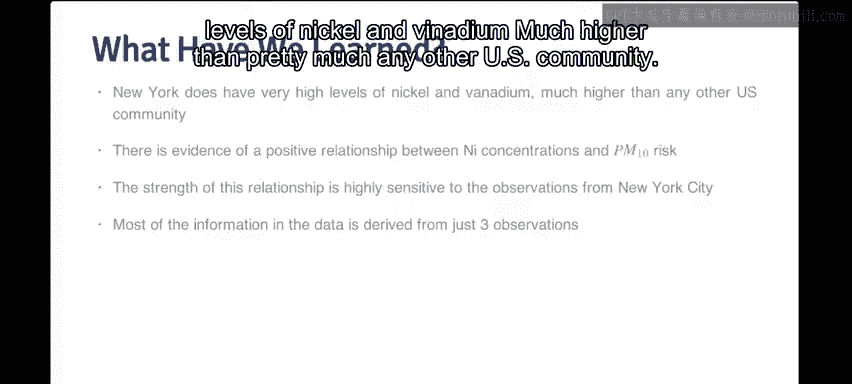 levels of nickel and vinadium Much higher
than pretty much any other U.S. community.
What Have We Learned?
· New York does have very high levels of nickel and vanadium, much higher than any other US
community
· There is evidence of a positive relationship between Ni concentrations and PM10 risk
· The strength of this relationship is highly sensitive to the observations from New York City
· Most of the information in the data is derived from just 3 observations